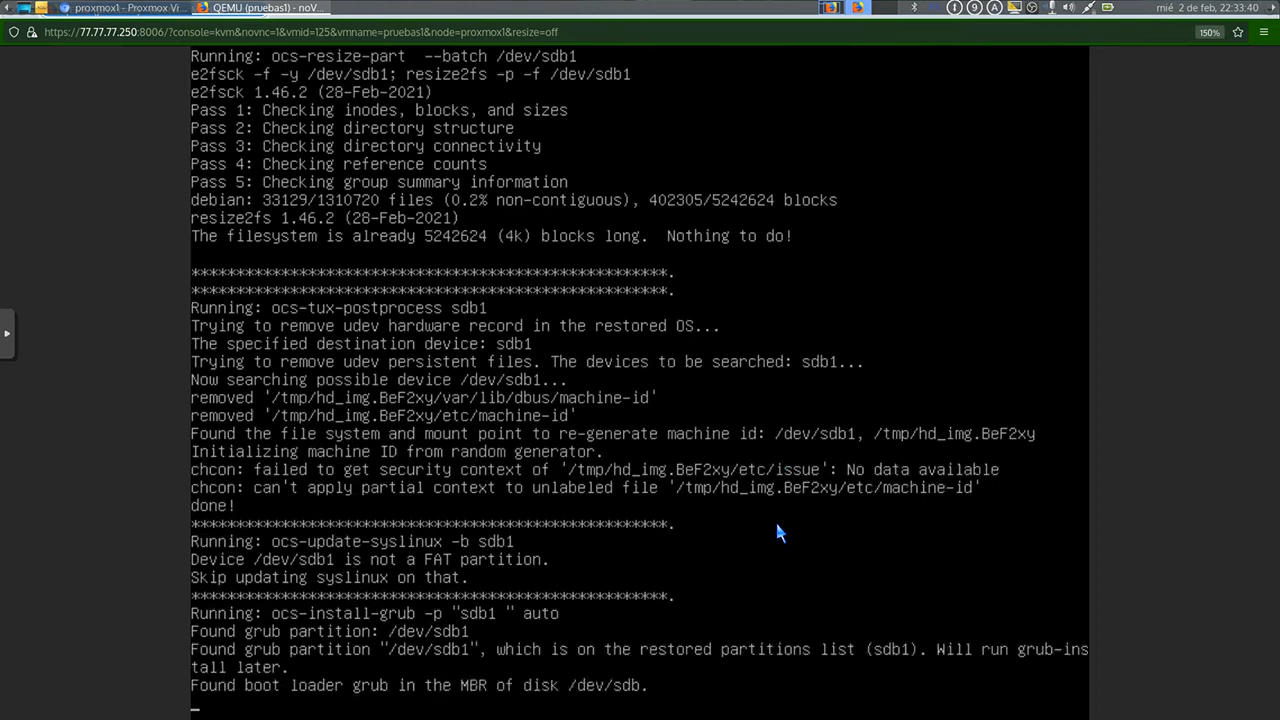 proxmox1 - Proxmox Vi...
QEMU (pruebas1) - noV...
mié 2 de feb, 22:33:40
https://77.77.77.250:8006/?console=kvm&novnc=1&vmid=125&vmname=pruebas1&node=proxmox1&resize=off
150%
Running: ocs-resize-part  --batch /dev/sdb1
e2fsck -f -y /dev/sdb1; resize2fs -p -f /dev/sdb1
e2fsck 1.46.2 (28-Feb-2021)
Pass 1: Checking inodes, blocks, and sizes
Pass 2: Checking directory structure
Pass 3: Checking directory connectivity
Pass 4: Checking reference counts
Pass 5: Checking group summary information
debian: 33129/1310720 files (0.2% non-contiguous), 402305/5242624 blocks
resize2fs 1.46.2 (28-Feb-2021)
The filesystem is already 5242624 (4k) blocks long.  Nothing to do!
*****************************************************.
*****************************************************.
Running: ocs-tux-postprocess sdb1
Trying to remove udev hardware record in the restored OS...
The specified destination device: sdb1
Trying to remove udev persistent files. The devices to be searched: sdb1...
Now searching possible device /dev/sdb1...
removed '/tmp/hd_img.BeF2xy/var/lib/dbus/machine-id'
removed '/tmp/hd_img.BeF2xy/etc/machine-id'
Found the file system and mount point to re-generate machine id: /dev/sdb1, /tmp/hd_img.BeF2xy
Initializing machine ID from random generator.
chcon: failed to get security context of '/tmp/hd_img.BeF2xy/etc/issue': No data available
chcon: can't apply partial context to unlabeled file '/tmp/hd_img.BeF2xy/etc/machine-id'
done!
*****************************************************.
Running: ocs-update-syslinux -b sdb1
Device /dev/sdb1 is not a FAT partition.
Skip updating syslinux on that.
*****************************************************.
Running: ocs-install-grub -p "sdb1 " auto
Found grub partition: /dev/sdb1
Found grub partition "/dev/sdb1", which is on the restored partitions list (sdb1). Will run grub-ins
tall later.
Found boot loader grub in the MBR of disk /dev/sdb.